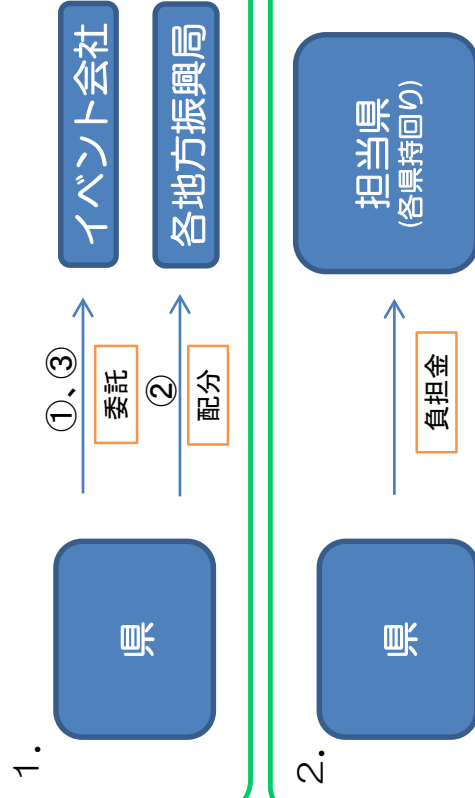 1.
県
①、③
委託
イベント会社
②
配分
各地方振興局
2.
県
負担金
担当県
(各県持回り)